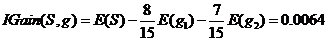 IGain(S,g) = E(S) − 8/15 E(g₁) − 7/15 E(g₂) = 0.0064